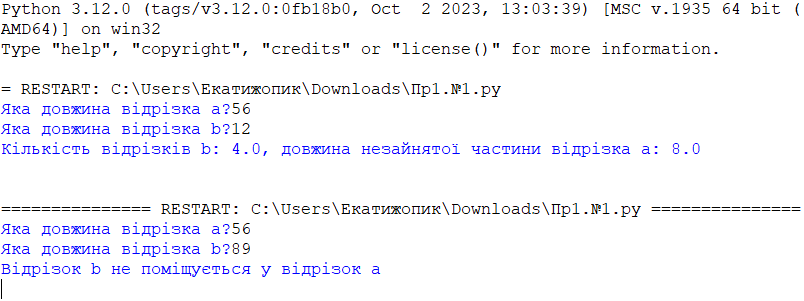 Python 3.12.0 (tags/v3.12.0:0fb18b0, Oct  2 2023, 13:03:39) [MSC v.1935 64 bit (
AMD64)] on win32
Type "help", "copyright", "credits" or "license()" for more information.
= RESTART: C:\Users\Екатижопик\Downloads\Пр1.№1.py
Яка довжина відрізка a?56
Яка довжина відрізка b?12
Кількість відрізків b: 4.0, довжина незайнятої частини відрізка a: 8.0
=============== RESTART: C:\Users\Екатижопик\Downloads\Пр1.№1.py ===============
Яка довжина відрізка a?56
Яка довжина відрізка b?89
Відрізок b не поміщується у відрізок a